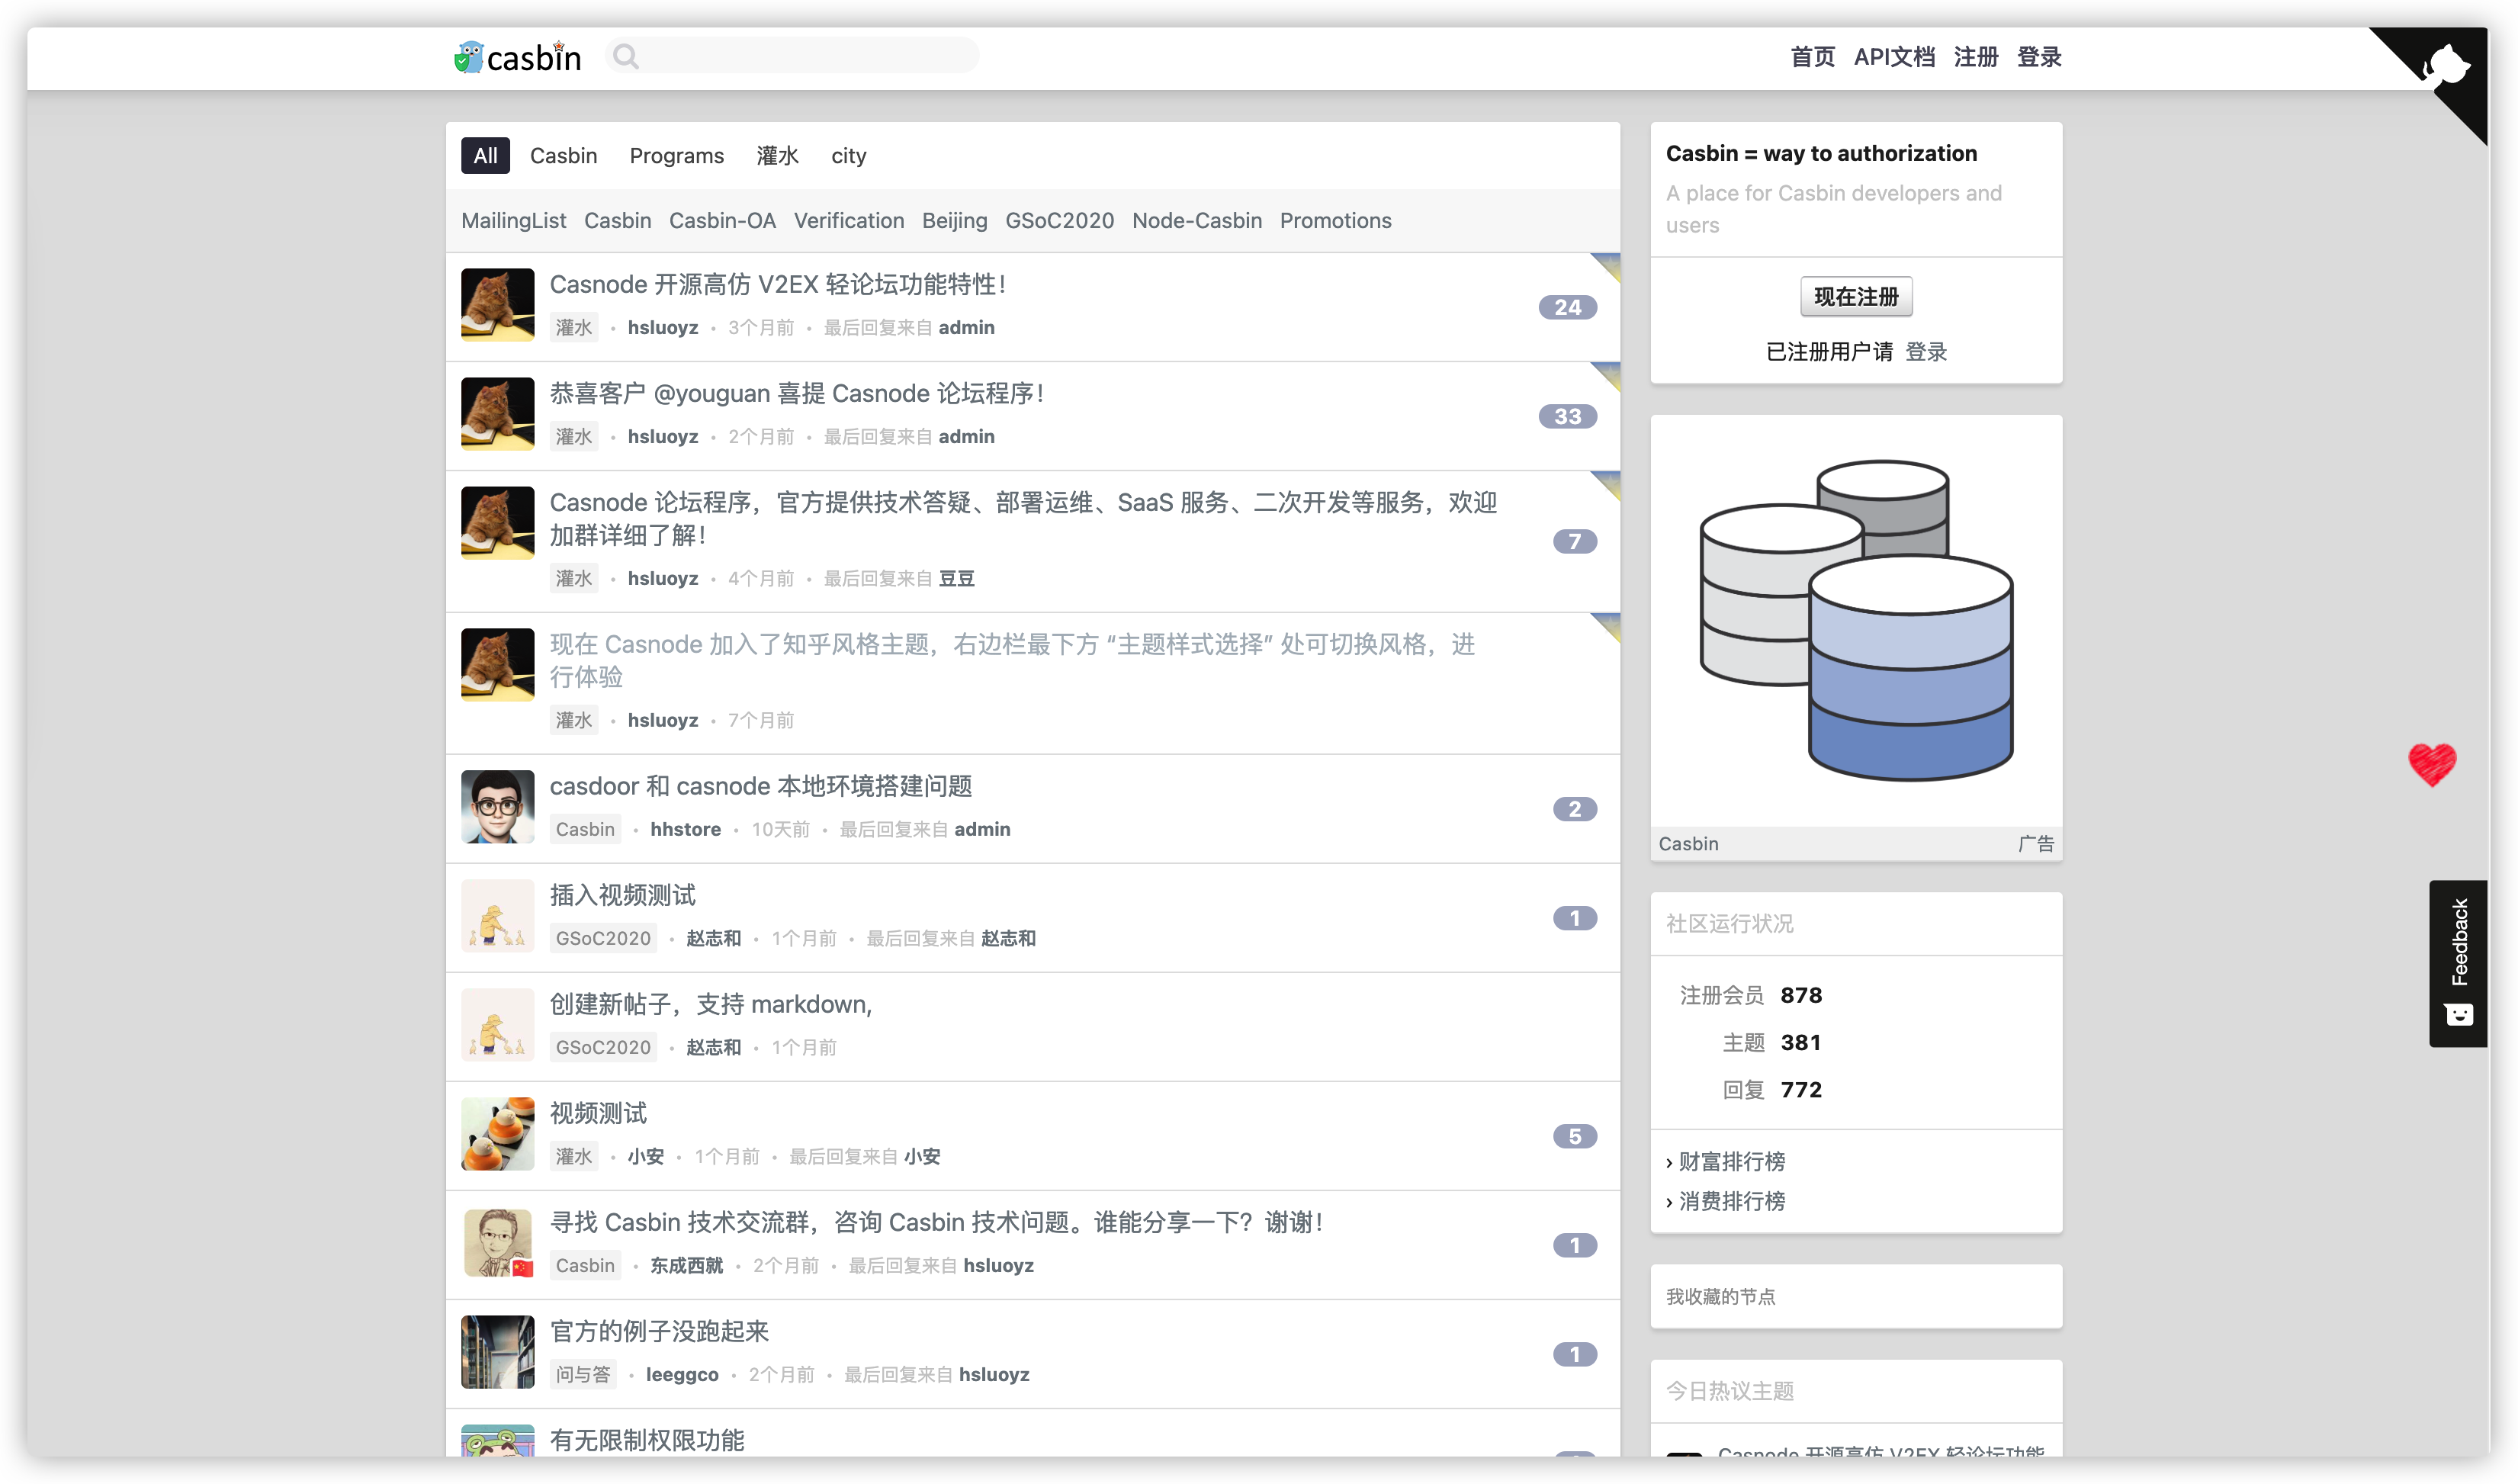 casbin
首页 API文档 注册 登录
All Casbin Programs 灌水 city
MailingList Casbin Casbin-OA Verification Beijing GSoC2020 Node-Casbin Promotions
Casnode 开源高仿 V2EX 轻论坛功能特性！
灌水 • hsluoyz • 3个月前 • 最后回复来自 admin
24
恭喜客户 @youguan 喜提 Casnode 论坛程序！
灌水 • hsluoyz • 2个月前 • 最后回复来自 admin
33
Casnode 论坛程序，官方提供技术答疑、部署运维、SaaS 服务、二次开发等服务，欢迎
加群详细了解！
灌水 • hsluoyz • 4个月前 • 最后回复来自 豆豆
7
现在 Casnode 加入了知乎风格主题，右边栏最下方 “主题样式选择” 处可切换风格，进
行体验
灌水 • hsluoyz • 7个月前
casdoor 和 casnode 本地环境搭建问题
Casbin • hhstore • 10天前 • 最后回复来自 admin
2
插入视频测试
GSoC2020 • 赵志和 • 1个月前 • 最后回复来自 赵志和
1
创建新帖子，支持 markdown,
GSoC2020 • 赵志和 • 1个月前
视频测试
灌水 • 小安 • 1个月前 • 最后回复来自 小安
5
寻找 Casbin 技术交流群，咨询 Casbin 技术问题。谁能分享一下？谢谢！
Casbin • 东成西就 • 2个月前 • 最后回复来自 hsluoyz
1
官方的例子没跑起来
问与答 • leeggco • 2个月前 • 最后回复来自 hsluoyz
1
有无限制权限功能
Casbin = way to authorization
A place for Casbin developers and
users
现在注册
已注册用户请 登录
Casbin 广告
社区运行状况
注册会员 878
主题 381
回复 772
› 财富排行榜
› 消费排行榜
我收藏的节点
今日热议主题
Casnode 开源高仿 V2EX 轻论坛功能
Feedback